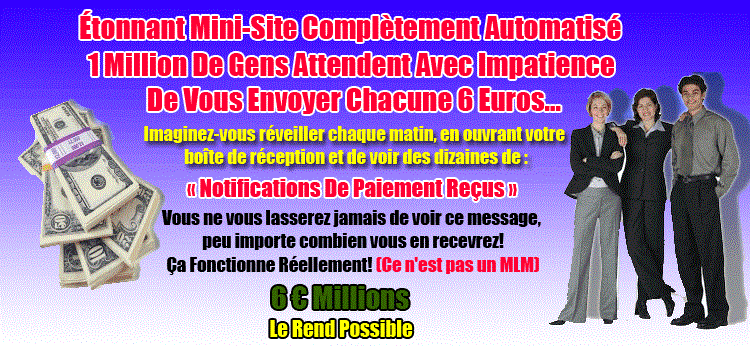 Étonnant Mini-Site Complètement Automatisé
1 Million De Gens Attendent Avec Impatience
De Vous Envoyer Chacune 6 Euros...
Imaginez-vous réveiller chaque matin, en ouvrant votre
boîte de réception et de voir des dizaines de :
« Notifications De Paiement Reçus »
Vous ne vous lasserez jamais de voir ce message,
peu importe combien vous en recevrez!
Ça Fonctionne Réellement! (Ce n'est pas un MLM)
6 € Millions
Le Rend Possible